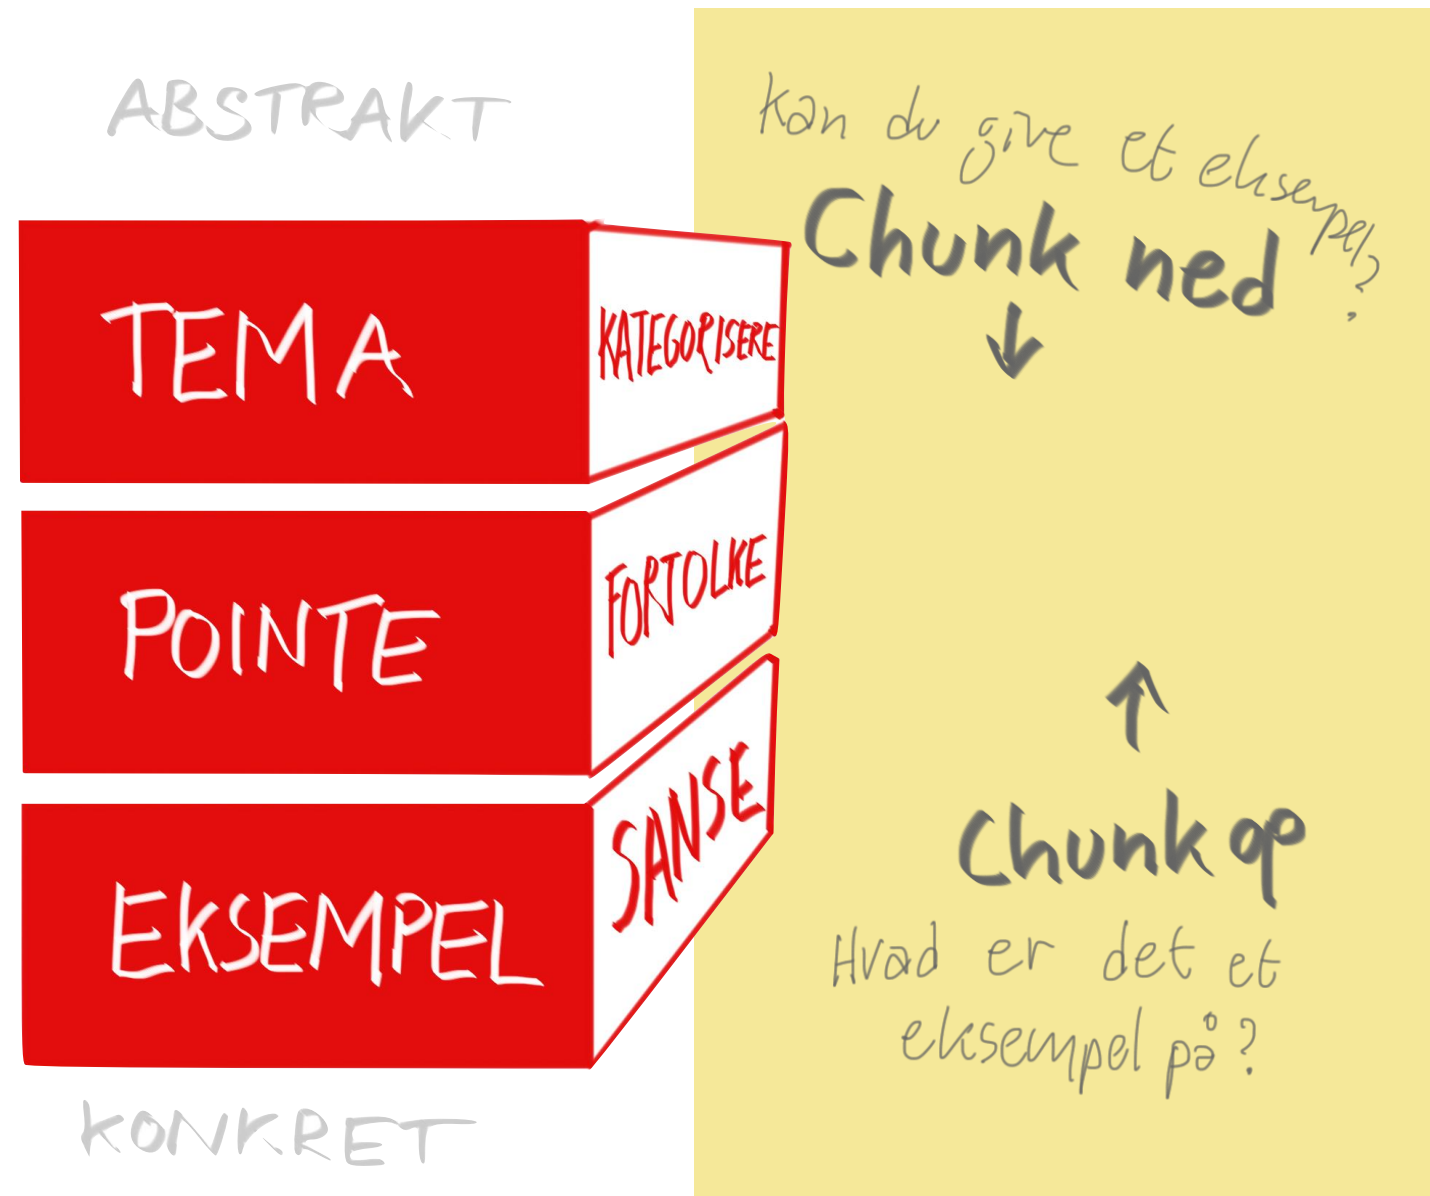 ABSTRAKT
TEMA
KATEGORISERE
POINTE
FORTOLKE
EKSEMPEL
SANSE
KONKRET
kan du give et eksempel?
Chunk ned
↓
↑
Chunk op
Hvad er det et
eksempel på?